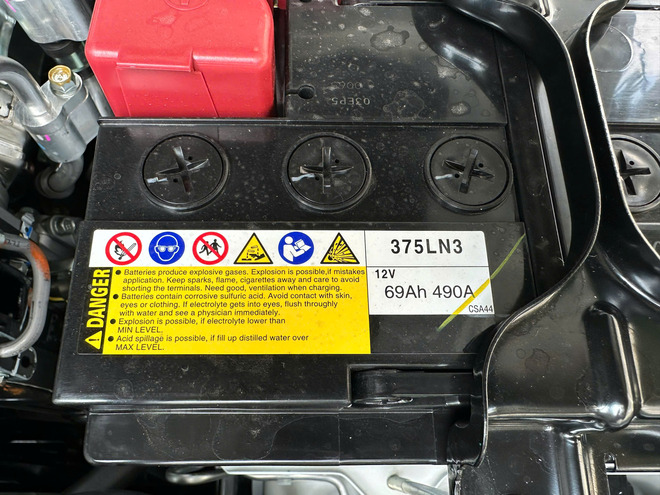 03EP5
375LN3
12V
69Ah 490A
CSA44
DANGER
● Batteries produce explosive gases. Explosion is possible,if mistakes
application. Keep sparks, flame, cigarettes away and care to avoid
shorting the terminals. Need good, ventilation when charging.
● Batteries contain corrosive sulfuric acid. Avoid contact with skin,
eyes or clothing. If electrolyte gets into eyes, flush throughly
with water and see a physician immediately.
● Explosion is possible, if electrolyte lower than
MIN LEVEL.
● Acid spillage is possible, if fill up distilled water over
MAX LEVEL.